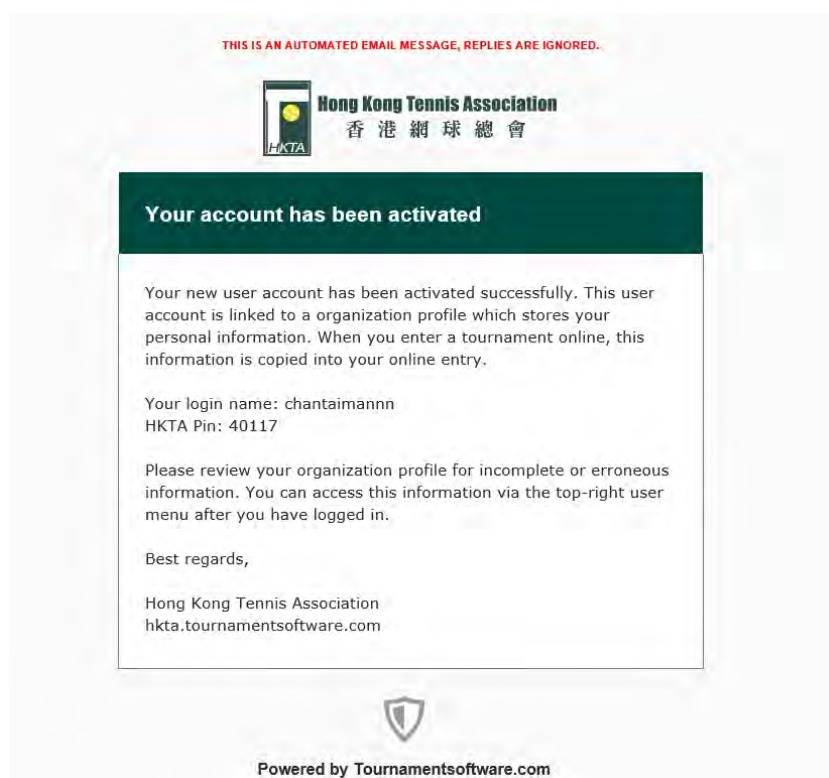 THIS IS AN AUTOMATED EMAIL MESSAGE, REPLIES ARE IGNORED.
Hong Kong Tennis Association
香港網球總會
HKTA
Your account has been activated
Your new user account has been activated successfully. This user
account is linked to a organization profile which stores your
personal information. When you enter a tournament online, this
information is copied into your online entry.
Your login name: chantaimannn
HKTA Pin: 40117
Please review your organization profile for incomplete or erroneous
information. You can access this information via the top-right user
menu after you have logged in.
Best regards,
Hong Kong Tennis Association
hkta.tournamentsoftware.com
Powered by Tournamentsoftware.com